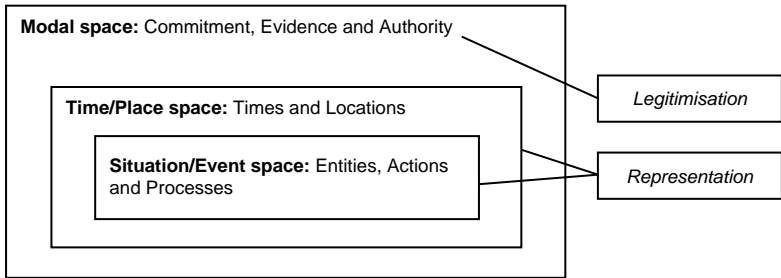 Modal space: Commitment, Evidence and Authority
Legitimisation
Time/Place space: Times and Locations
Situation/Event space: Entities, Actions
and Processes
Representation